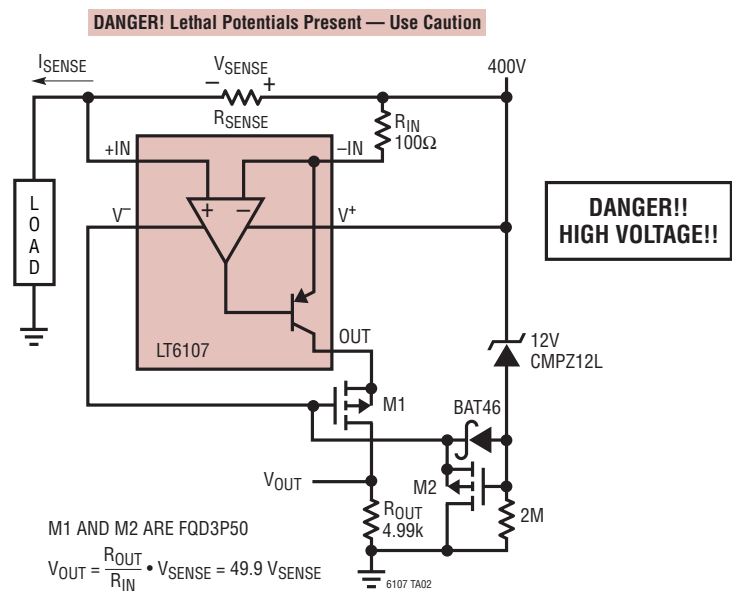 DANGER! Lethal Potentials Present — Use Caution
ISENSE
VSENSE
–
+
400V
RSENSE
RIN
100Ω
+IN
–IN
LOAD
V–
V+
+
–
DANGER!!
HIGH VOLTAGE!!
LT6107
OUT
12V
CMPZ12L
M1
BAT46
VOUT
M2
ROUT
4.99k
2M
M1 AND M2 ARE FQD3P50
VOUT = ROUT/RIN • VSENSE = 49.9 VSENSE
6107 TA02